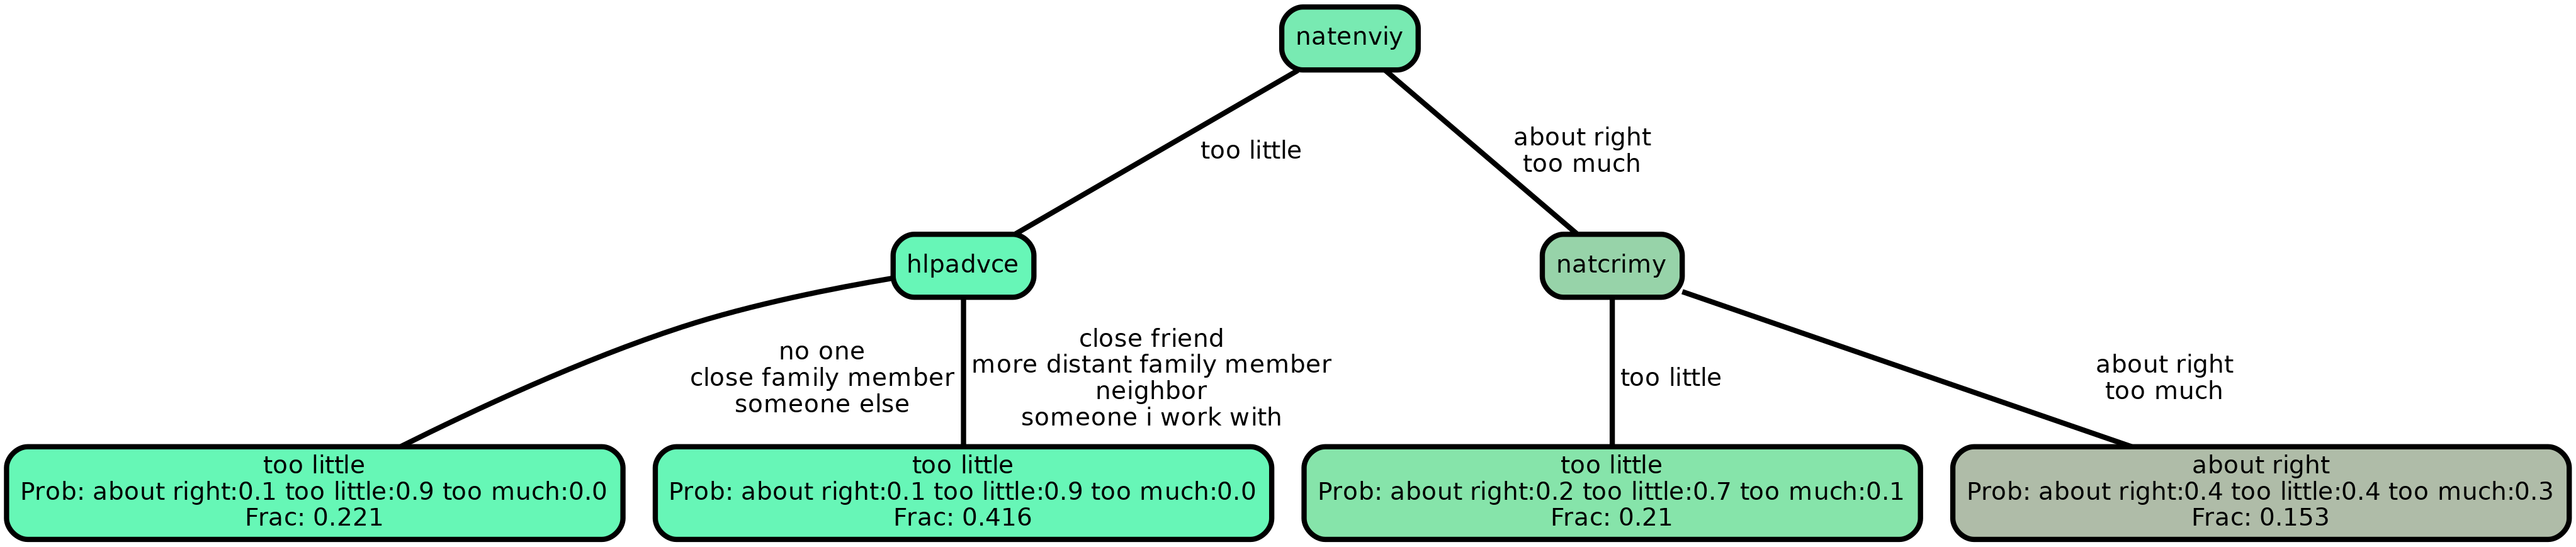 natenviy
too little
about right
too much
hlpadvce
natcrimy
no one
close family member
someone else
close friend
more distant family member
neighbor
someone i work with
too little
about right
too much
too little
Prob: about right:0.1 too little:0.9 too much:0.0
Frac: 0.221
too little
Prob: about right:0.1 too little:0.9 too much:0.0
Frac: 0.416
too little
Prob: about right:0.2 too little:0.7 too much:0.1
Frac: 0.21
about right
Prob: about right:0.4 too little:0.4 too much:0.3
Frac: 0.153